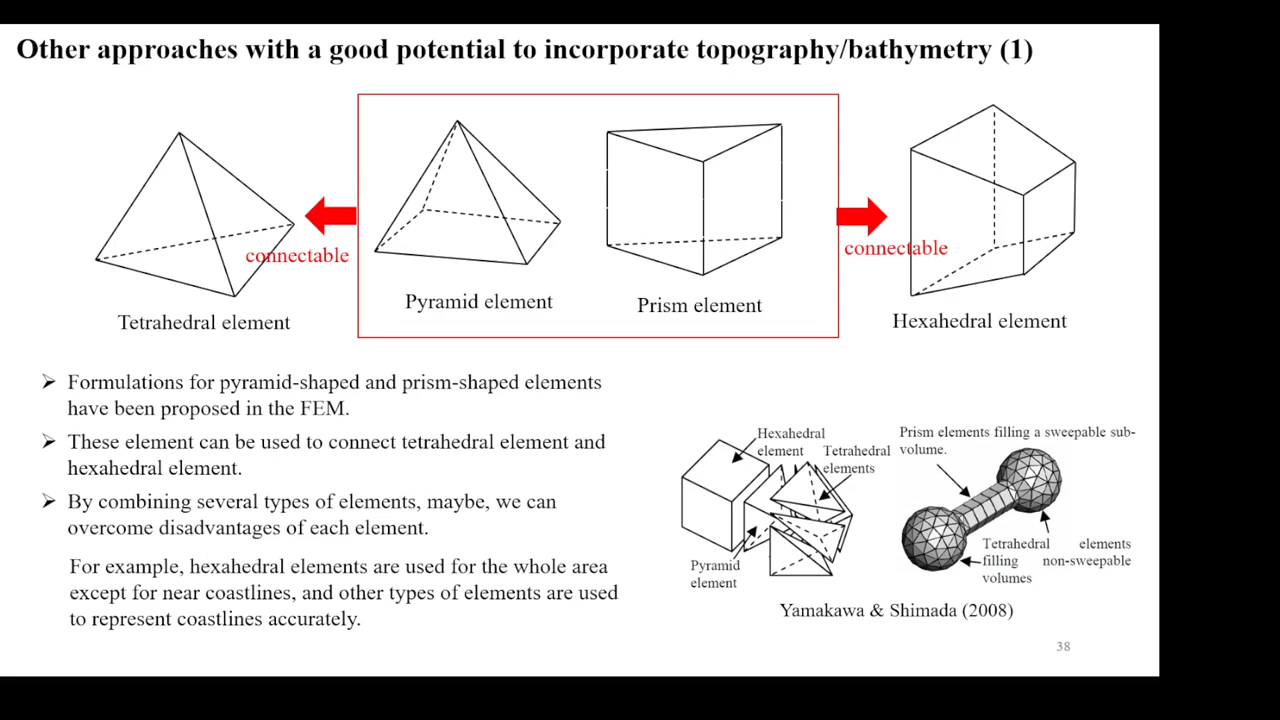 Other approaches with a good potential to incorporate topography/bathymetry (1)
connectable
connectable
Tetrahedral element
Pyramid element
Prism element
Hexahedral element
➢ Formulations for pyramid-shaped and prism-shaped elements
have been proposed in the FEM.
➢ These element can be used to connect tetrahedral element and
hexahedral element.
➢ By combining several types of elements, maybe, we can
overcome disadvantages of each element.
For example, hexahedral elements are used for the whole area
except for near coastlines, and other types of elements are used
to represent coastlines accurately.
Hexahedral
element
Tetrahedral
elements
Pyramid
element
Prism elements filling a sweepable sub-
volume.
Tetrahedral elements
filling non-sweepable
volumes
Yamakawa & Shimada (2008)
38